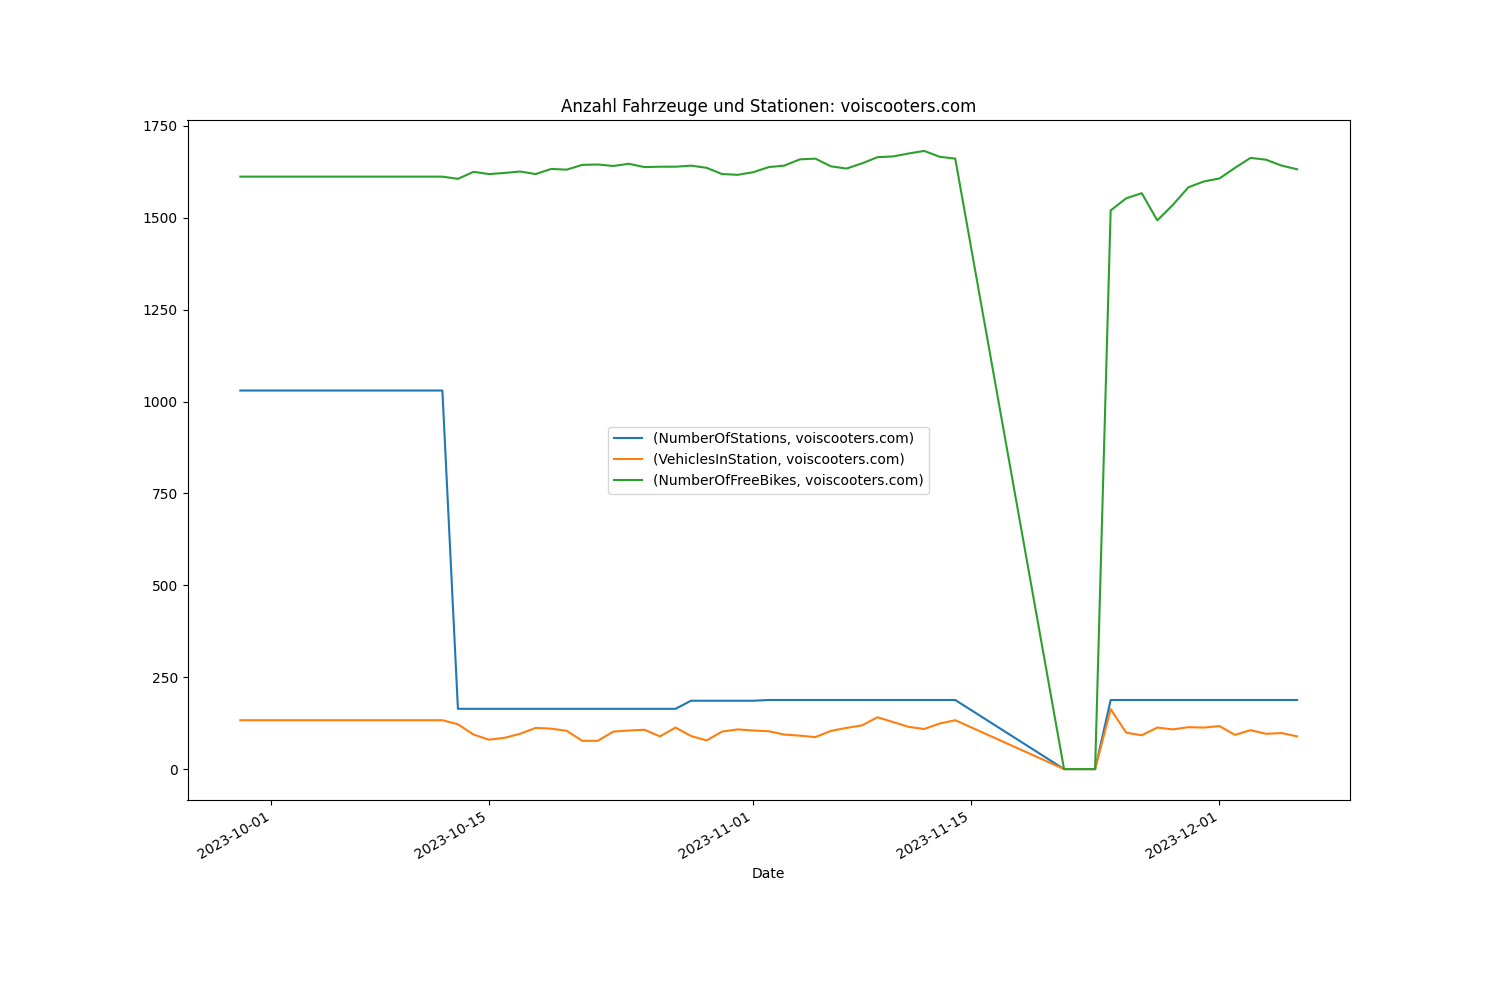 Anzahl Fahrzeuge und Stationen: voiscooters.com
1750
1500
1250
1000
750
500
250
0
(NumberOfStations, voiscooters.com)
(VehiclesInStation, voiscooters.com)
(NumberOfFreeBikes, voiscooters.com)
2023-10-01
2023-10-15
2023-11-01
2023-11-15
2023-12-01
Date